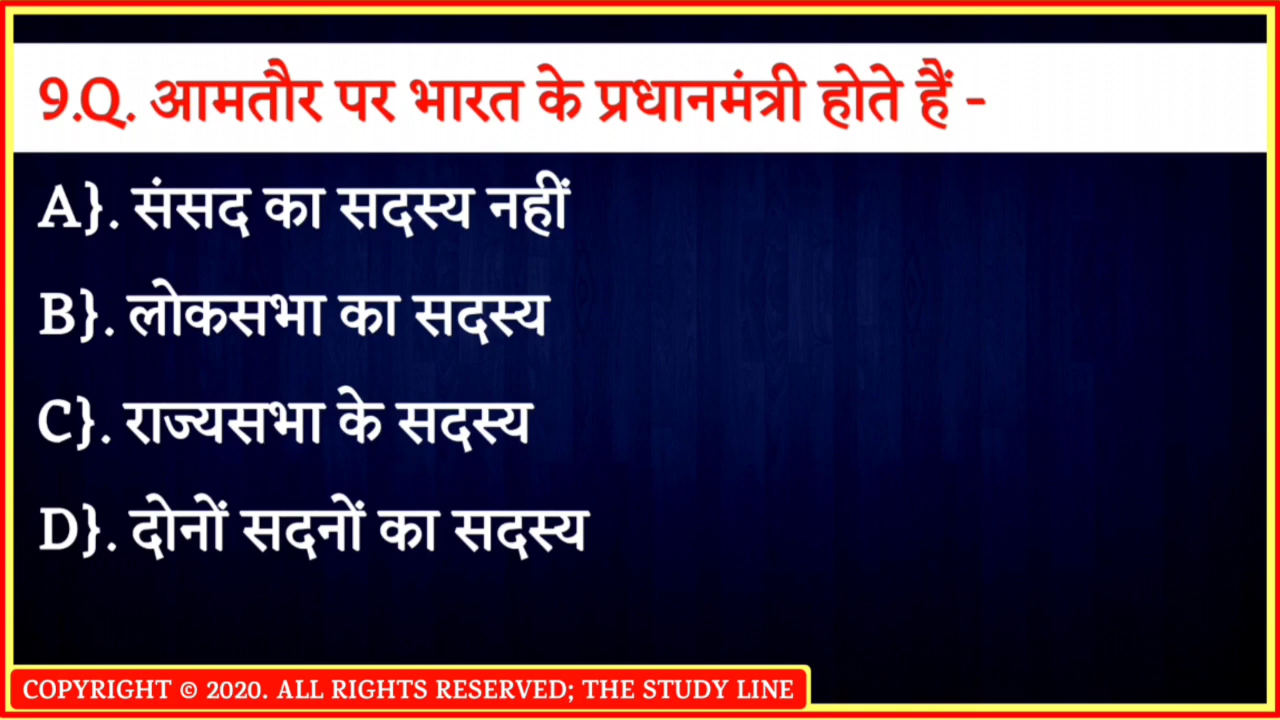 9.Q. आमतौर पर भारत के प्रधानमंत्री होते हैं -
A}. संसद का सदस्य नहीं
B}. लोकसभा का सदस्य
C}. राज्यसभा के सदस्य
D}. दोनों सदनों का सदस्य
COPYRIGHT © 2020. ALL RIGHTS RESERVED; THE STUDY LINE